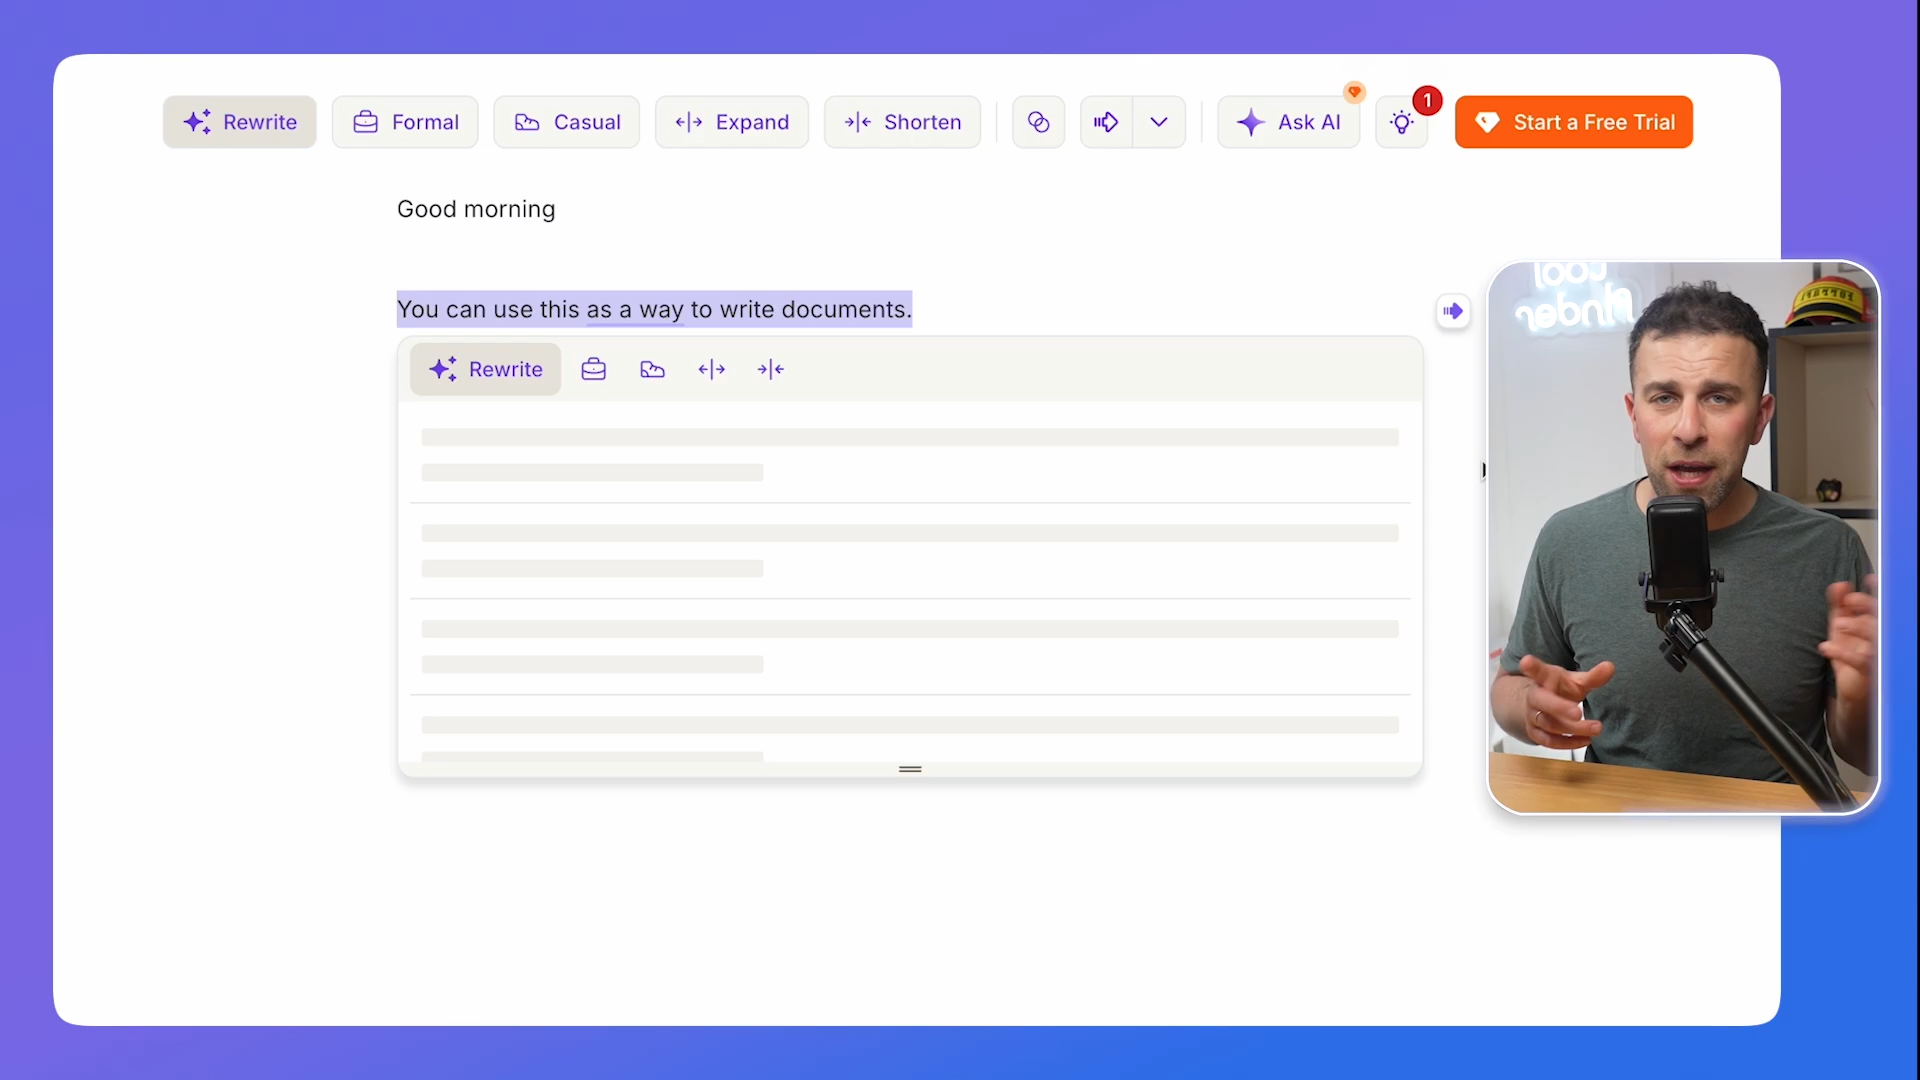 Rewrite
Formal
Casual
Expand
Shorten
Ask AI
1
Start a Free Trial
Good morning
You can use this as a way to write documents.
Rewrite